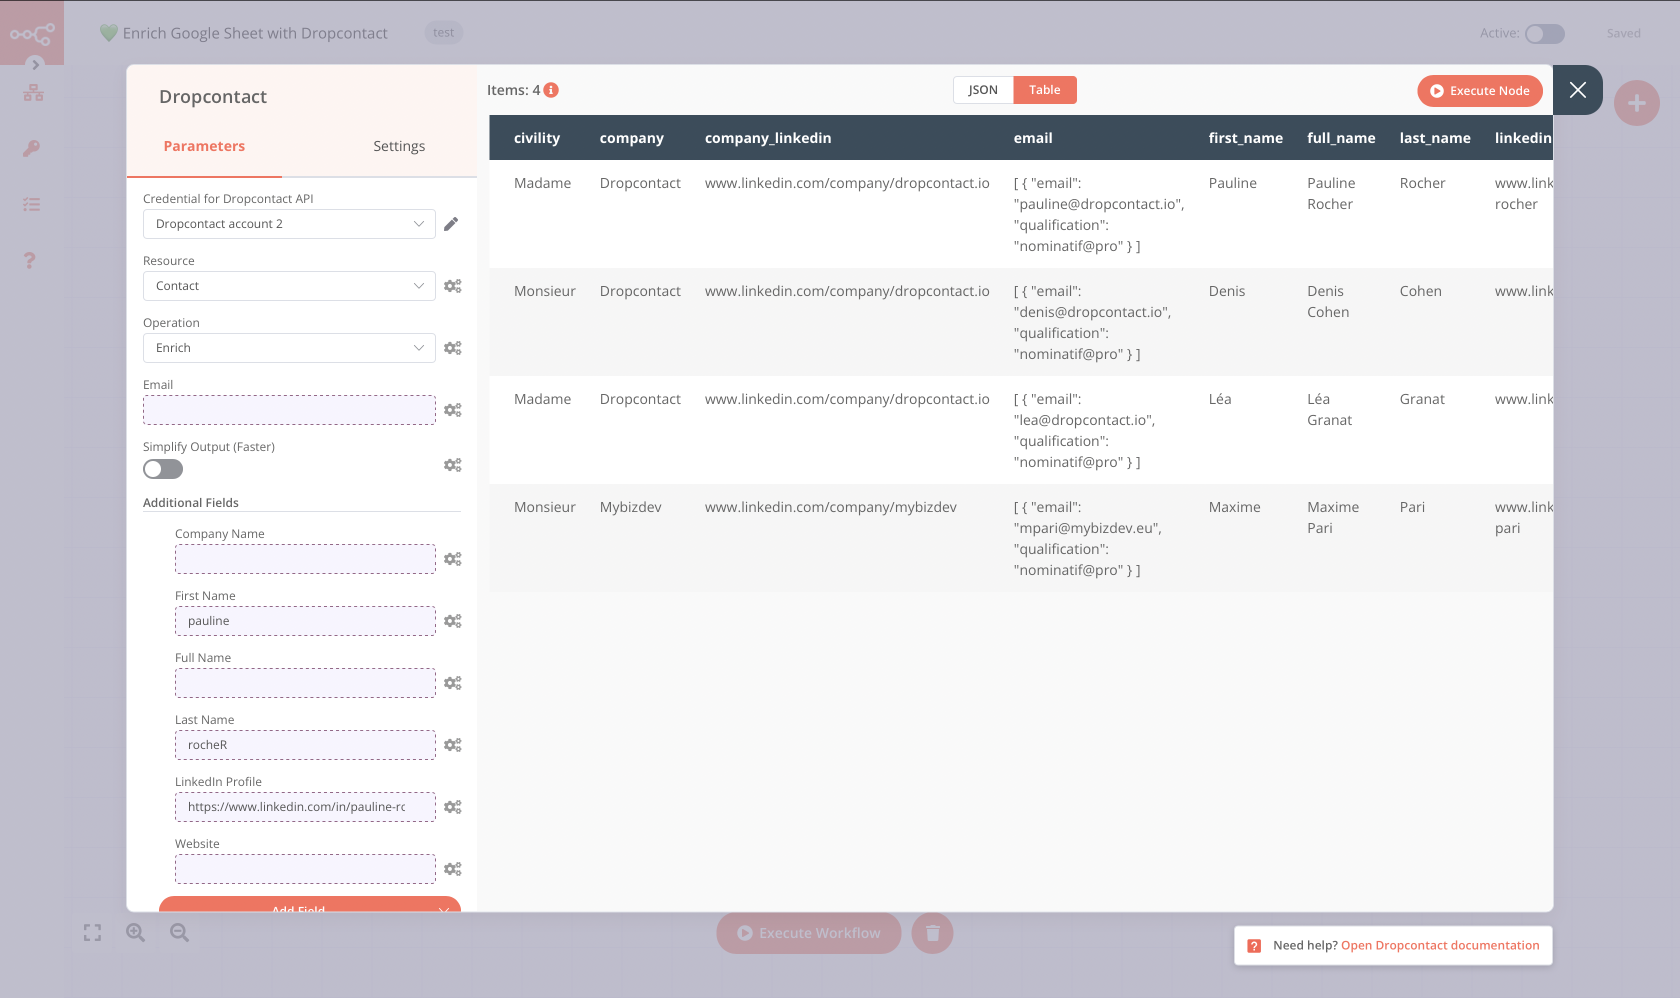 Enrich Google Sheet with Dropcontact
test
Active:
Saved
Dropcontact
Parameters
Settings
Credential for Dropcontact API
Dropcontact account 2
Resource
Contact
Operation
Enrich
Email
Simplify Output (Faster)
Additional Fields
Company Name
First Name
pauline
Full Name
Last Name
rocheR
LinkedIn Profile
https://www.linkedin.com/in/pauline-rc
Website
Add Field
Items: 4
JSON
Table
Execute Node
civility company company_linkedin email first_name full_name last_name linkedin
Madame Dropcontact www.linkedin.com/company/dropcontact.io [ { "email": Pauline Pauline Rocher www.link
"pauline@dropcontact.io", Rocher rocher
"qualification":
"nominatif@pro" } ]
Monsieur Dropcontact www.linkedin.com/company/dropcontact.io [ { "email": Denis Denis Cohen www.link
"denis@dropcontact.io", Cohen
"qualification":
"nominatif@pro" } ]
Madame Dropcontact www.linkedin.com/company/dropcontact.io [ { "email": Léa Léa Granat www.link
"lea@dropcontact.io", Granat
"qualification":
"nominatif@pro" } ]
Monsieur Mybizdev www.linkedin.com/company/mybizdev [ { "email": Maxime Maxime Pari www.link
"mpari@mybizdev.eu", Pari pari
"qualification":
"nominatif@pro" } ]
Execute Workflow
Need help? Open Dropcontact documentation